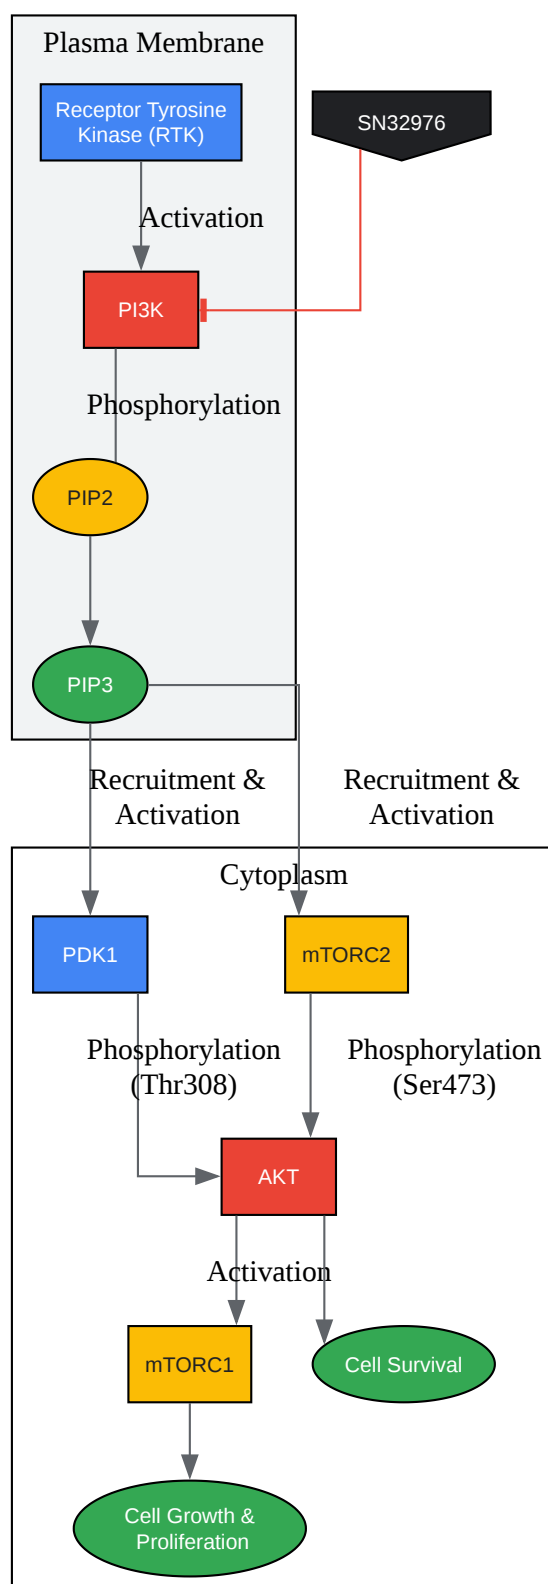 Plasma Membrane
Receptor Tyrosine
Kinase (RTK)
SN32976
Activation
PI3K
Phosphorylation
PIP2
PIP3
Recruitment &
Activation
Recruitment &
Activation
Cytoplasm
PDK1
mTORC2
Phosphorylation
(Thr308)
Phosphorylation
(Ser473)
AKT
Activation
mTORC1
Cell Survival
Cell Growth &
Proliferation